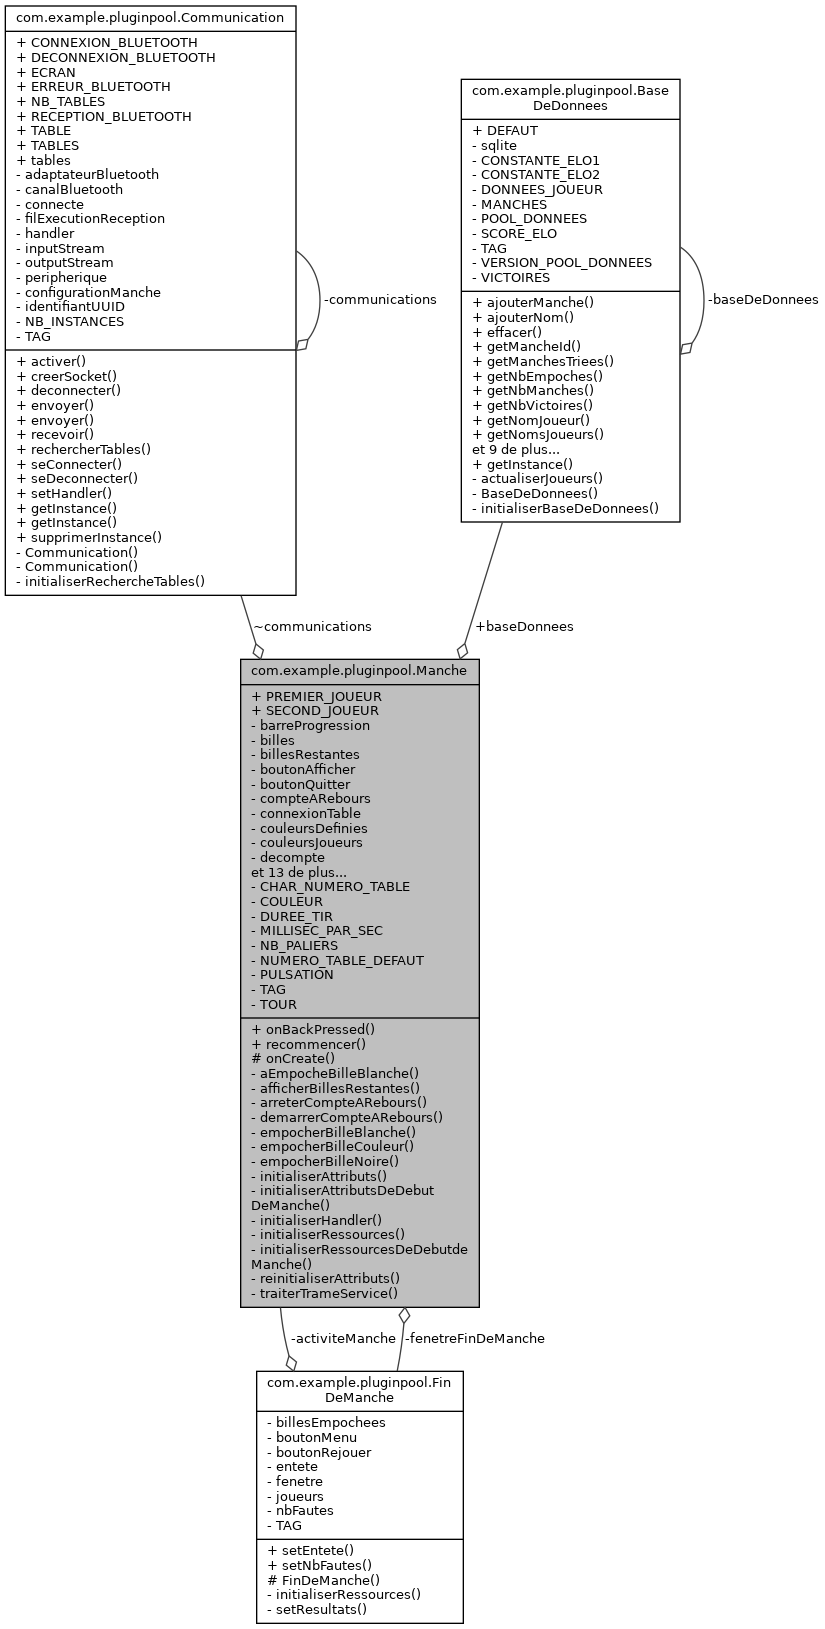 com.example.pluginpool.Communication
+ CONNEXION_BLUETOOTH
+ DECONNEXION_BLUETOOTH
+ ECRAN
+ ERREUR_BLUETOOTH
+ NB_TABLES
+ RECEPTION_BLUETOOTH
+ TABLE
+ TABLES
+ tables
- adaptateurBluetooth
- canalBluetooth
- connecte
- filExecutionReception
- handler
- inputStream
- outputStream
- peripherique
- configurationManche
- identifiantUUID
- NB_INSTANCES
- TAG
+ activer()
+ creerSocket()
+ deconnecter()
+ envoyer()
+ envoyer()
+ recevoir()
+ rechercherTables()
+ seConnecter()
+ seDeconnecter()
+ setHandler()
+ getInstance()
+ getInstance()
+ supprimerInstance()
- Communication()
- Communication()
- initialiserRechercheTables()
-communications
com.example.pluginpool.Base
DeDonnees
+ DEFAUT
- sqlite
- CONSTANTE_ELO1
- CONSTANTE_ELO2
- DONNEES_JOUEUR
- MANCHES
- POOL_DONNEES
- SCORE_ELO
- TAG
- VERSION_POOL_DONNEES
- VICTOIRES
+ ajouterManche()
+ ajouterNom()
+ effacer()
+ getMancheId()
+ getManchesTriees()
+ getNbEmpoches()
+ getNbManches()
+ getNbVictoires()
+ getNomJoueur()
+ getNomsJoueurs()
et 9 de plus...
+ getInstance()
- actualiserJoueurs()
- BaseDeDonnees()
- initialiserBaseDeDonnees()
-baseDeDonnees
~communications
+baseDonnees
com.example.pluginpool.Manche
+ PREMIER_JOUEUR
+ SECOND_JOUEUR
- barreProgression
- billes
- billesRestantes
- boutonAfficher
- boutonQuitter
- compteARebours
- connexionTable
- couleursDefinies
- couleursJoueurs
- decompte
et 13 de plus...
- CHAR_NUMERO_TABLE
- COULEUR
- DUREE_TIR
- MILLISEC_PAR_SEC
- NB_PALIERS
- NUMERO_TABLE_DEFAUT
- PULSATION
- TAG
- TOUR
+ onBackPressed()
+ recommencer()
# onCreate()
- aEmpocheBilleBlanche()
- afficherBillesRestantes()
- arreterCompteARebours()
- demarrerCompteARebours()
- empocherBilleBlanche()
- empocherBilleCouleur()
- empocherBilleNoire()
- initialiserAttributs()
- initialiserAttributsDeDebut
DeManche()
- initialiserHandler()
- initialiserRessources()
- initialiserRessourcesDeDebutde
Manche()
- reinitialiserAttributs()
- traiterTrameService()
-activiteManche
-fenetreFinDeManche
com.example.pluginpool.Fin
DeManche
- billesEmpochees
- boutonMenu
- boutonRejouer
- entete
- fenetre
- joueurs
- nbFautes
- TAG
+ setEntete()
+ setNbFautes()
# FinDeManche()
- initialiserRessources()
- setResultats()